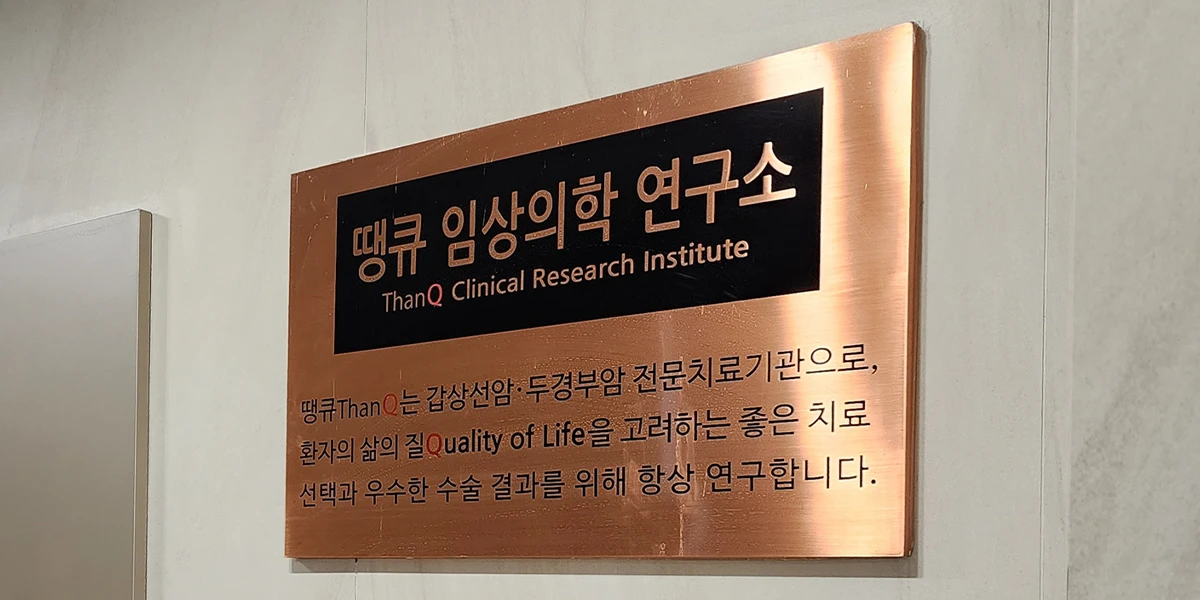 땡큐 임상의학 연구소
ThanQ Clinical Research Institute
땡큐ThanQ는 갑상선암·두경부암 전문치료기관으로,
환자의 삶의 질Quality of Life을 고려하는 좋은 치료
선택과 우수한 수술 결과를 위해 항상 연구합니다.